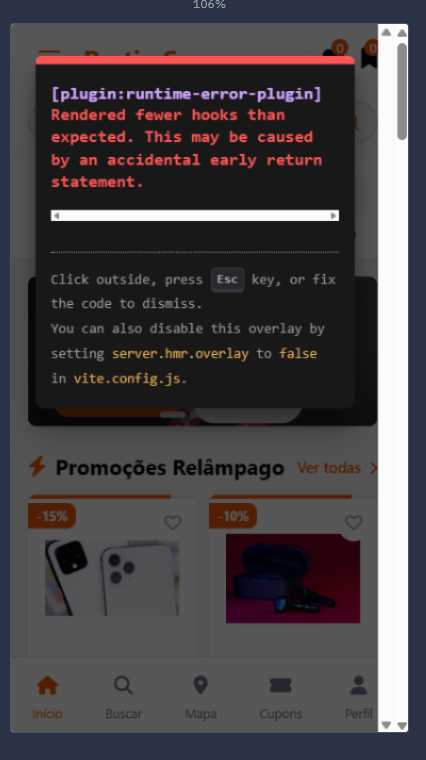 106%
0 0
[plugin:runtime-error-plugin]
Rendered fewer hooks than
expected. This may be caused
by an accidental early return
statement.
Click outside, press Esc key, or fix
the code to dismiss.
You can also disable this overlay by
setting server.hmr.overlay to false
in vite.config.js.
Promoções Relâmpago Ver todas
-15% -10%
Início Buscar Mapa Cupons Perfil